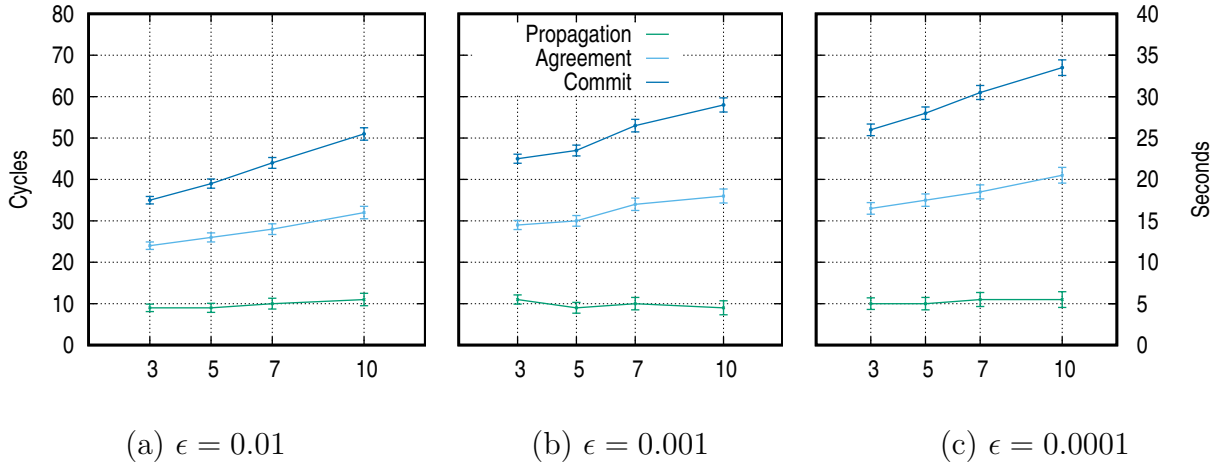 Cycles
80
70
60
50
40
30
20
10
0
3 5 7 10
(a) ϵ = 0.01
Propagation
Agreement
Commit
3 5 7 10
(b) ϵ = 0.001
3 5 7 10
(c) ϵ = 0.0001
40
35
30
25
20
15
10
5
0
Seconds